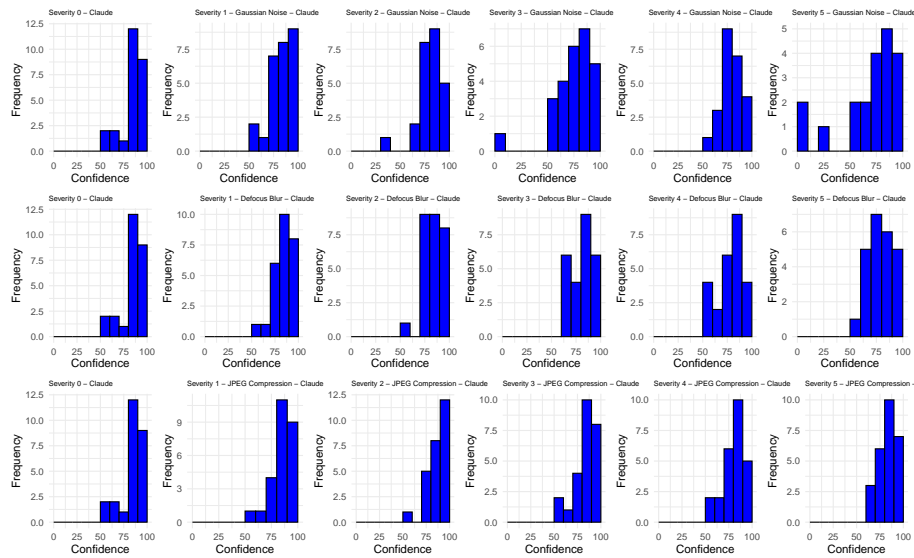 Severity 0 – Claude
Severity 1 – Gaussian Noise – Claude
Severity 2 – Gaussian Noise – Claude
Severity 3 – Gaussian Noise – Claude
Severity 4 – Gaussian Noise – Claude
Severity 5 – Gaussian Noise – Claude
Frequency
12.5
10.0
7.5
5.0
2.5
0.0
0 25 50 75 100
Confidence
Frequency
7.5
5.0
2.5
0.0
0 25 50 75 100
Confidence
Frequency
7.5
5.0
2.5
0.0
0 25 50 75 100
Confidence
Frequency
6
4
2
0
0 25 50 75 100
Confidence
Frequency
7.5
5.0
2.5
0.0
0 25 50 75 100
Confidence
Frequency
5
4
3
2
1
0
0 25 50 75 100
Confidence
Severity 0 – Claude
Severity 1 – Defocus Blur – Claude
Severity 2 – Defocus Blur – Claude
Severity 3 – Defocus Blur – Claude
Severity 4 – Defocus Blur – Claude
Severity 5 – Defocus Blur – Claude
Frequency
12.5
10.0
7.5
5.0
2.5
0.0
0 25 50 75 100
Confidence
Frequency
10.0
7.5
5.0
2.5
0.0
0 25 50 75 100
Confidence
Frequency
7.5
5.0
2.5
0.0
0 25 50 75 100
Confidence
Frequency
7.5
5.0
2.5
0.0
0 25 50 75 100
Confidence
Frequency
7.5
5.0
2.5
0.0
0 25 50 75 100
Confidence
Frequency
6
4
2
0
0 25 50 75 100
Confidence
Severity 0 – Claude
Severity 1 – JPEG Compression – Claude
Severity 2 – JPEG Compression – Claude
Severity 3 – JPEG Compression – Claude
Severity 4 – JPEG Compression – Claude
Severity 5 – JPEG Compression –
Frequency
12.5
10.0
7.5
5.0
2.5
0.0
0 25 50 75 100
Confidence
Frequency
9
6
3
0
0 25 50 75 100
Confidence
Frequency
12.5
10.0
7.5
5.0
2.5
0.0
0 25 50 75 100
Confidence
Frequency
10.0
7.5
5.0
2.5
0.0
0 25 50 75 100
Confidence
Frequency
10.0
7.5
5.0
2.5
0.0
0 25 50 75 100
Confidence
Frequency
10.0
7.5
5.0
2.5
0.0
0 25 50 75 100
Confidence